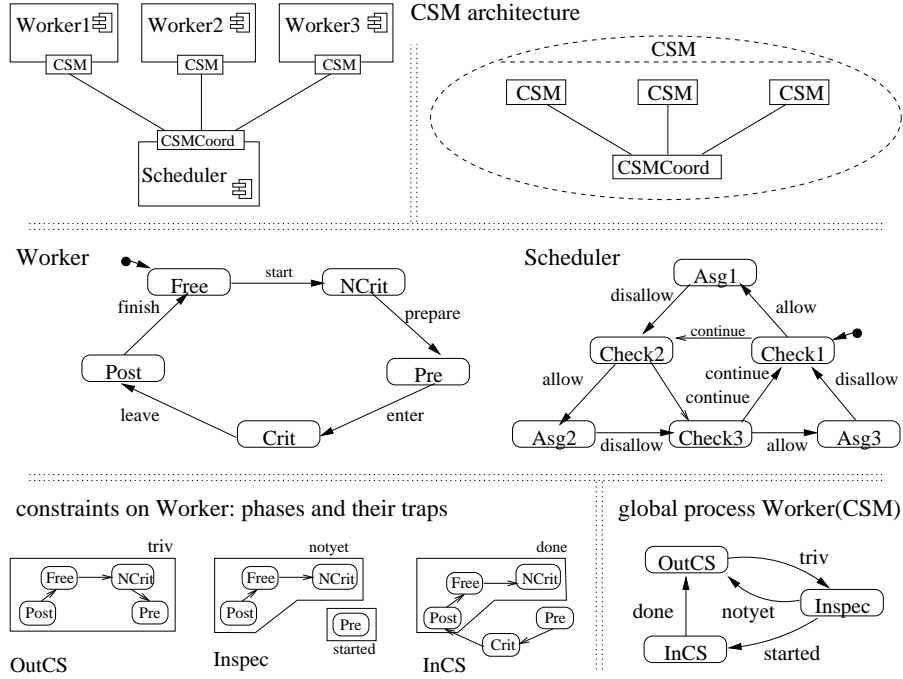 CSM architecture
Worker1
Worker2
Worker3
CSM
CSM
CSM
CSMCoord
Scheduler
CSM
CSM
CSM
CSM
CSMCoord
Worker
Free
start
NCrit
prepare
Pre
enter
Crit
leave
Post
finish
Scheduler
Asg1
disallow
allow
continue
Check2
Check1
allow
continue
continue
disallow
Asg2
disallow
Check3
allow
Asg3
constraints on Worker: phases and their traps
triv
Free
NCrit
Post
Pre
OutCS
notyet
Free
NCrit
Post
Pre
started
Inspec
done
Free
NCrit
Post
Pre
Crit
InCS
global process Worker(CSM)
OutCS
triv
notyet
Inspec
done
InCS
started